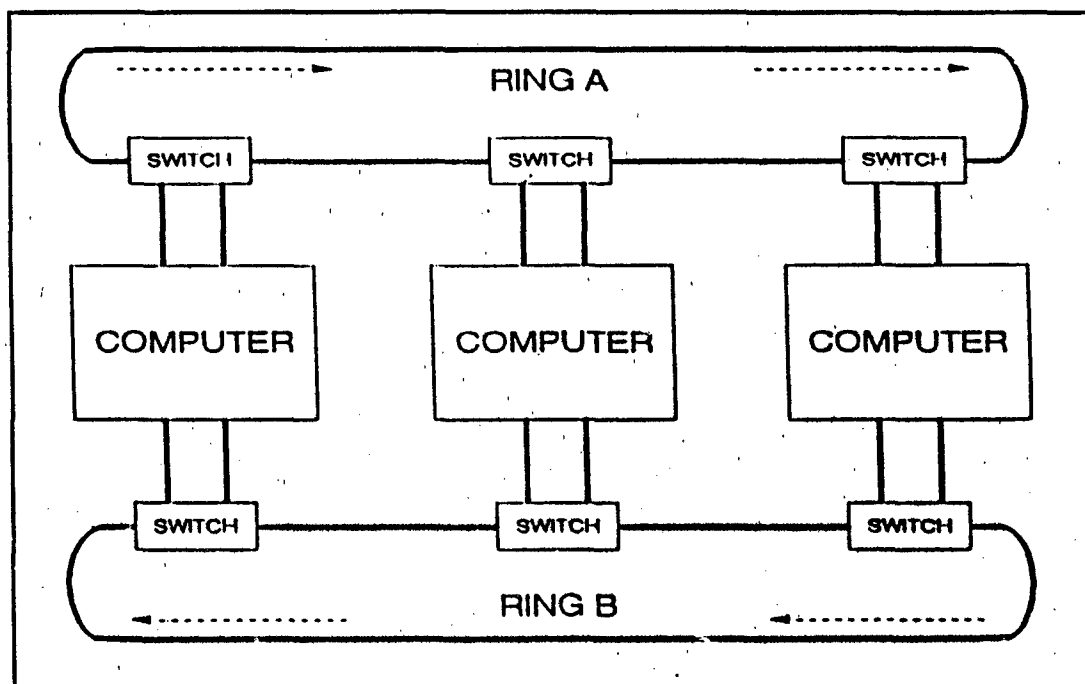 RING A
SWITCH SWITCH SWITCH
COMPUTER COMPUTER COMPUTER
SWITCH SWITCH SWITCH
RING B